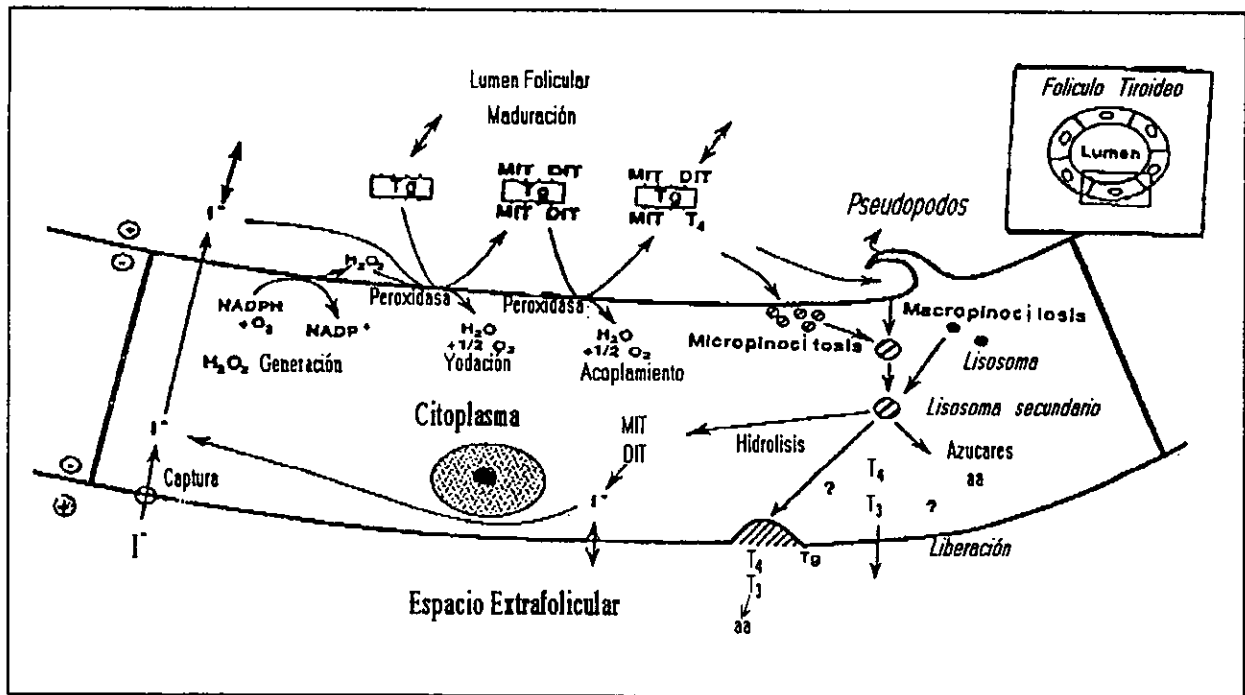 Lumen Folicular
Maduración
Foliculo Tiroideo
Lumen
I⁻
Tg
MIT DIT
Tg
MIT DIT
MIT DIT
Tg
MIT T₄
Pseudopodos
H₂O₂
Peroxidasa
Peroxidasa
NADPH
+O₂
NADP⁺
H₂O₂ Generación
H₂O
+1/2 O₂
Yodación
H₂O
+1/2 O₂
Acoplamiento
Micropinocitosis
Macropinocitosis
Lisosoma
Lisosoma secundario
Citoplasma
MIT
DIT
Hidrolisis
Azucares
aa
I⁻
Captura
I⁻
I⁻
?
T₄
T₃
?
Liberación
Tg
T₄
T₃
aa
Espacio Extrafolicular